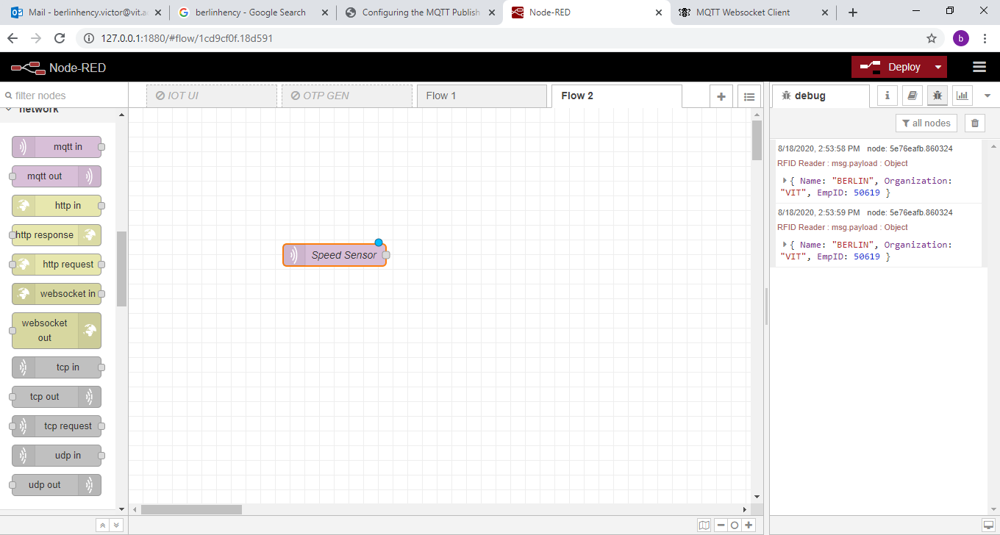 Mail - berlinhency.victor@vit.a
berlinhency - Google Search
Configuring the MQTT Publish
Node-RED
MQTT Websocket Client
127.0.0.1:1880/#flow/1cd9cf0f.18d591
b
Node-RED
Deploy
filter nodes
IOT UI
OTP GEN
Flow 1
Flow 2
debug
i
network
all nodes
mqtt in
mqtt out
http in
http response
http request
websocket in
websocket
out
tcp in
tcp out
tcp request
udp in
udp out
Speed Sensor
8/18/2020, 2:53:58 PM node: 5e76eafb.860324
RFID Reader : msg.payload : Object
{ Name: "BERLIN", Organization:
"VIT", EmpID: 50619 }
8/18/2020, 2:53:59 PM node: 5e76eafb.860324
RFID Reader : msg.payload : Object
{ Name: "BERLIN", Organization:
"VIT", EmpID: 50619 }